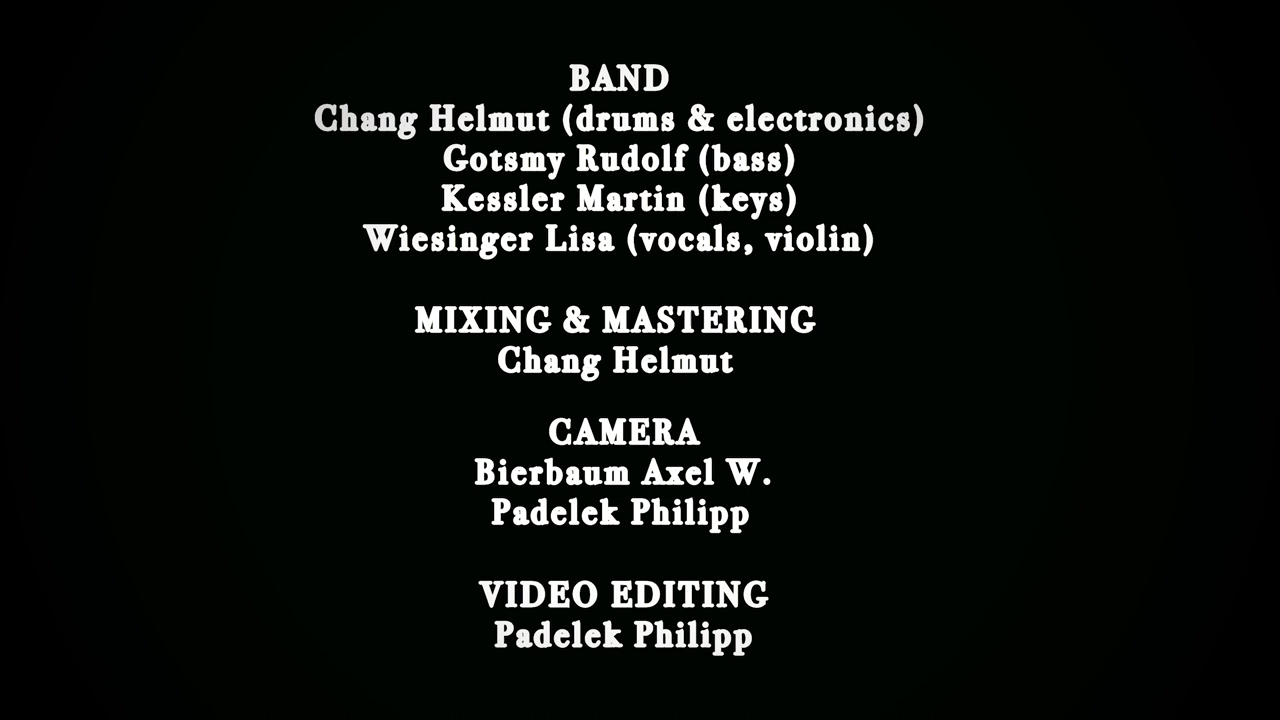 BAND
Chang Helmut (drums & electronics)
Gotsmy Rudolf (bass)
Kessler Martin (keys)
Wiesinger Lisa (vocals, violin)
MIXING & MASTERING
Chang Helmut
CAMERA
Bierbaum Axel W.
Padelek Philipp
VIDEO EDITING
Padelek Philipp